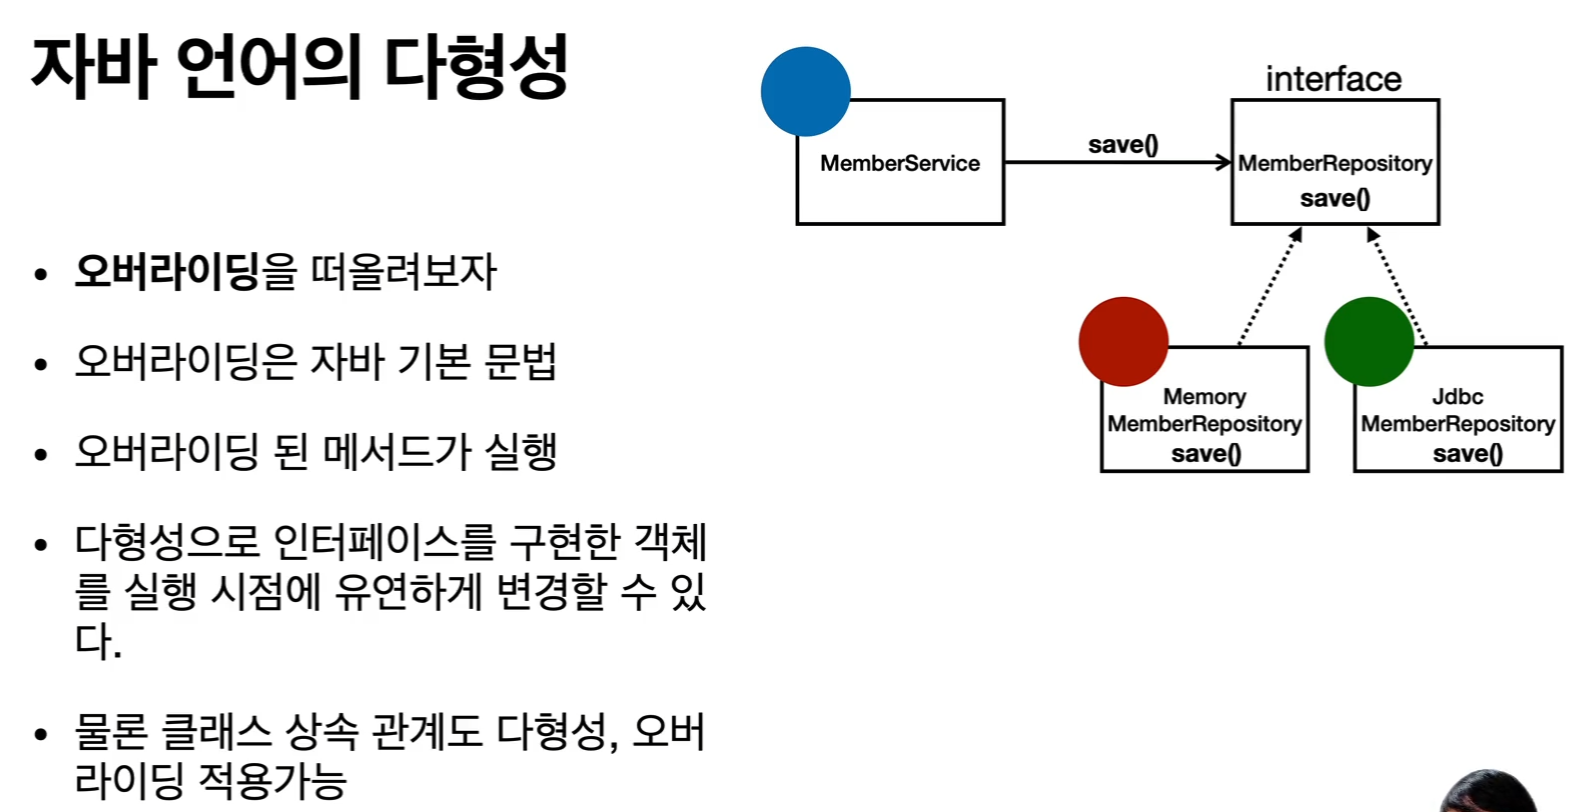 자바 언어의 다형성
• 오버라이딩을 떠올려보자
• 오버라이딩은 자바 기본 문법
• 오버라이딩 된 메서드가 실행
• 다형성으로 인터페이스를 구현한 객체
를 실행 시점에 유연하게 변경할 수 있
다.
• 물론 클래스 상속 관계도 다형성, 오버
라이딩 적용가능
interface
MemberService
save()
MemberRepository
save()
Memory
MemberRepository
save()
Jdbc
MemberRepository
save()